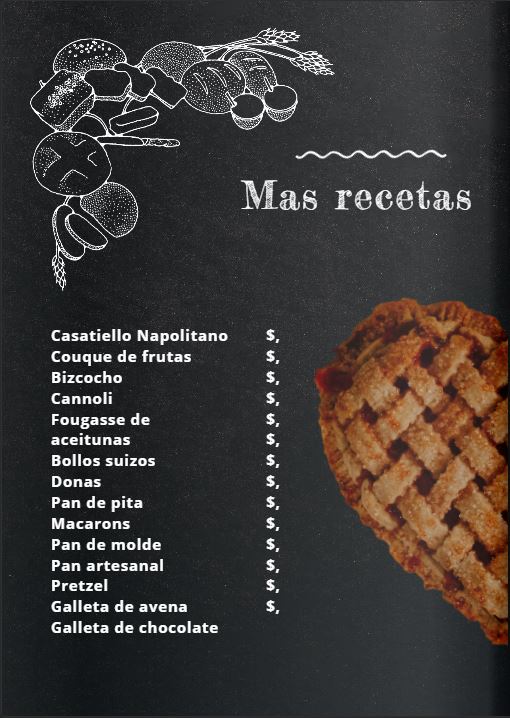 Mas recetas
Casatiello Napolitano $,
Couque de frutas $,
Bizcocho $,
Cannoli $,
Fougasse de $,
aceitunas $,
Bollos suizos $,
Donas $,
Pan de pita $,
Macarons $,
Pan de molde $,
Pan artesanal $,
Pretzel $,
Galleta de avena $,
Galleta de chocolate